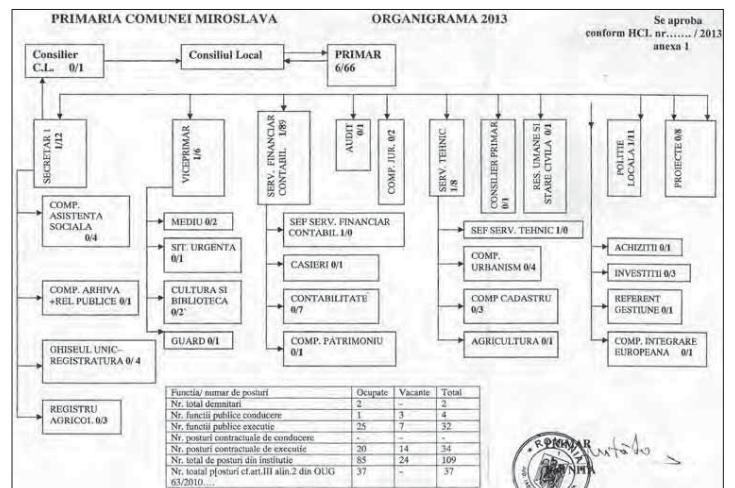 PRIMARIA COMUNEI MIROSLAVA
ORGANIGRAMA 2013
Se aproba
conform HCL nr....... / 2013
anexa 1
Consilier
C.L. 0/1
Consiliul Local
PRIMAR
6/66
SECRETAR 1
1/12
VICEPRIMAR
1/6
SERV. FINANCIAR
CONTABIL 1/89
AUDIT
0/1
COMP. JUR. 0/2
SERV. TEHNIC
1/8
CONSILIER PRIMAR
0/1
RES. UMANE SI
STARE CIVILA 0/1
POLITIE
LOCALA 1/11
PROIECTE 0/8
COMP.
ASISTENTA
SOCIALA
0/4
COMP. ARHIVA
+REL PUBLICE 0/1
GHISEUL UNIC–
REGISTRATURA 0/ 4
REGISTRU
AGRICOL 0/3
MEDIU 0/2
SIT. URGENTA
0/1
CULTURA SI
BIBLIOTECA
0/2
GUARD 0/1
SEF SERV. FINANCIAR
CONTABIL 1/0
CASIERI 0/1
CONTABILITATE
0/7
COMP. PATRIMONIU
0/1
SEF SERV. TEHNIC 1/0
COMP.
URBANISM 0/4
COMP CADASTRU
0/3
AGRICULTURA 0/1
ACHIZITII 0/1
INVESTITII 0/3
REFERENT
GESTIUNE 0/1
COMP. INTEGRARE
EUROPEANA 0/1
Functia/ numar de posturi Ocupate Vacante Total
Nr. total demnitari 2 - 2
Nr. functii publice conducere 1 3 4
Nr. functii publice executie 25 7 32
Nr. posturi contractuale de conducere - - -
Nr. posturi contractuale de executie 20 14 34
Nr. total de posturi din institutie 85 24 109
Nr. toatal p[osturi cf.art.III alin.2 din OUG 37 - 37
63/2010....
PRIMAR